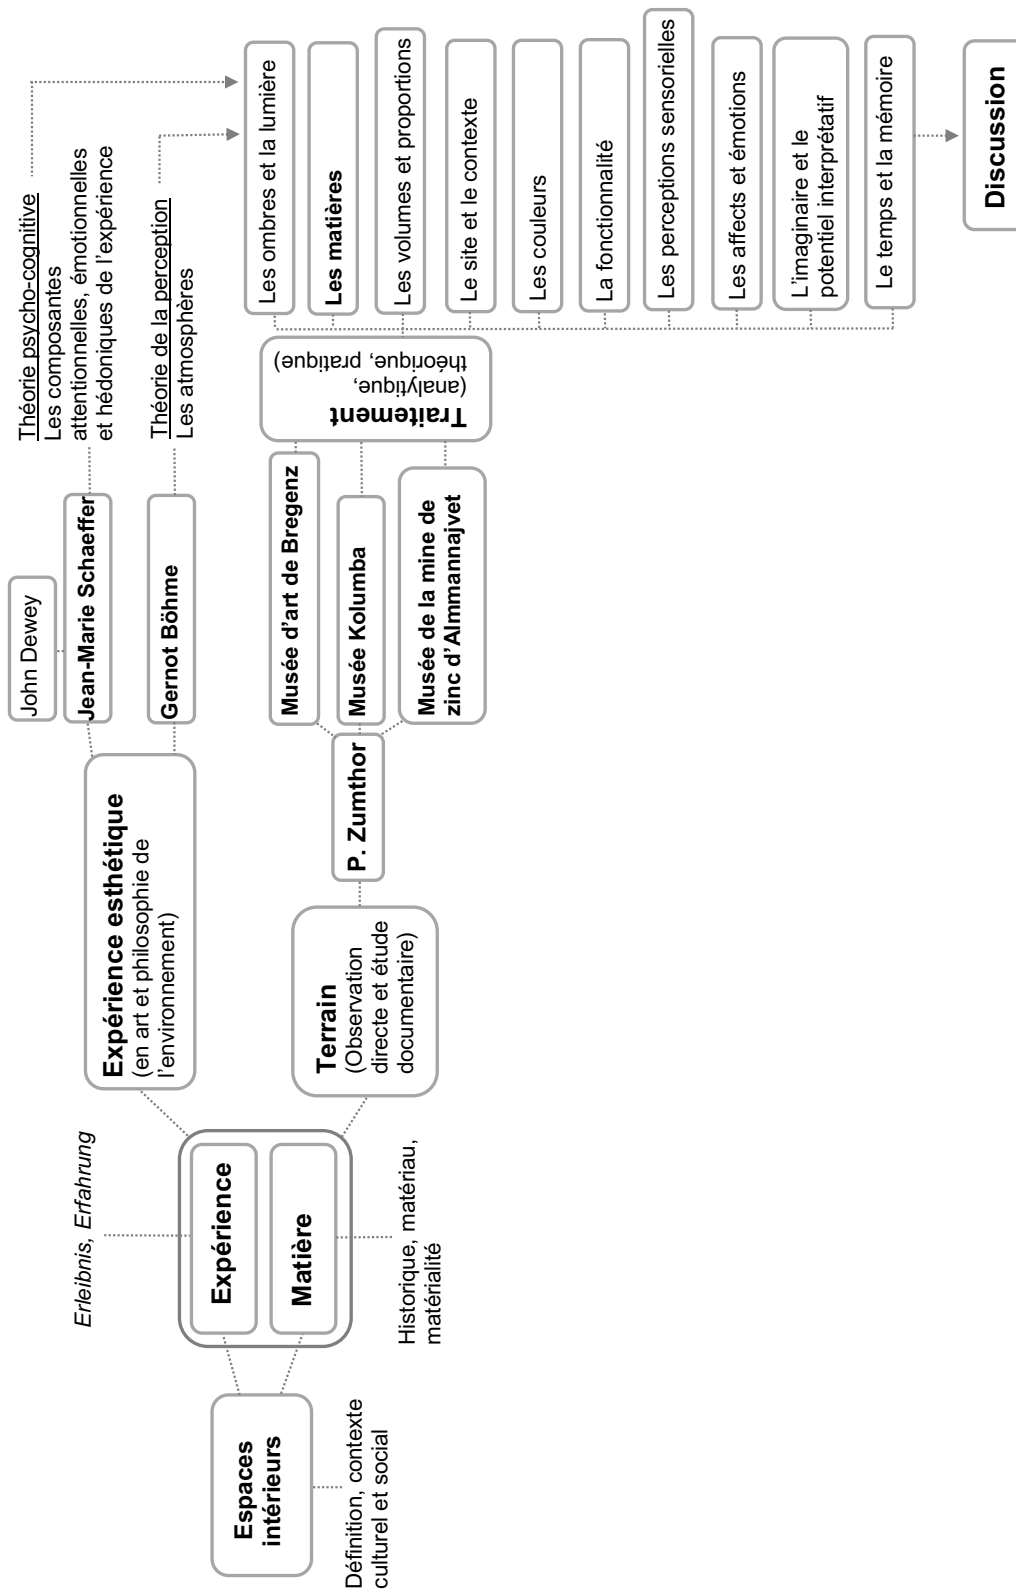 Espaces
intérieurs
Définition, contexte
culturel et social
Erleibnis, Erfahrung
Expérience
Matière
Historique, matériau,
matérialité
Expérience esthétique
(en art et philosophie de
l'environnement)
Terrain
(Observation
directe et étude
documentaire)
John Dewey
Jean-Marie Schaeffer
Gernot Böhme
P. Zumthor
Musée d'art de Bregenz
Musée Kolumba
Musée de la mine de
zinc d'Almmannajvet
Théorie psycho-cognitive
Les composantes
attentionnelles, émotionnelles
et hédoniques de l'expérience
Théorie de la perception
Les atmosphères
Traitement
(analytique,
théorique, pratique)
Les ombres et la lumière
Les matières
Les volumes et proportions
Le site et le contexte
Les couleurs
La fonctionnalité
Les perceptions sensorielles
Les affects et émotions
L'imaginaire et le
potentiel interprétatif
Le temps et la mémoire
Discussion